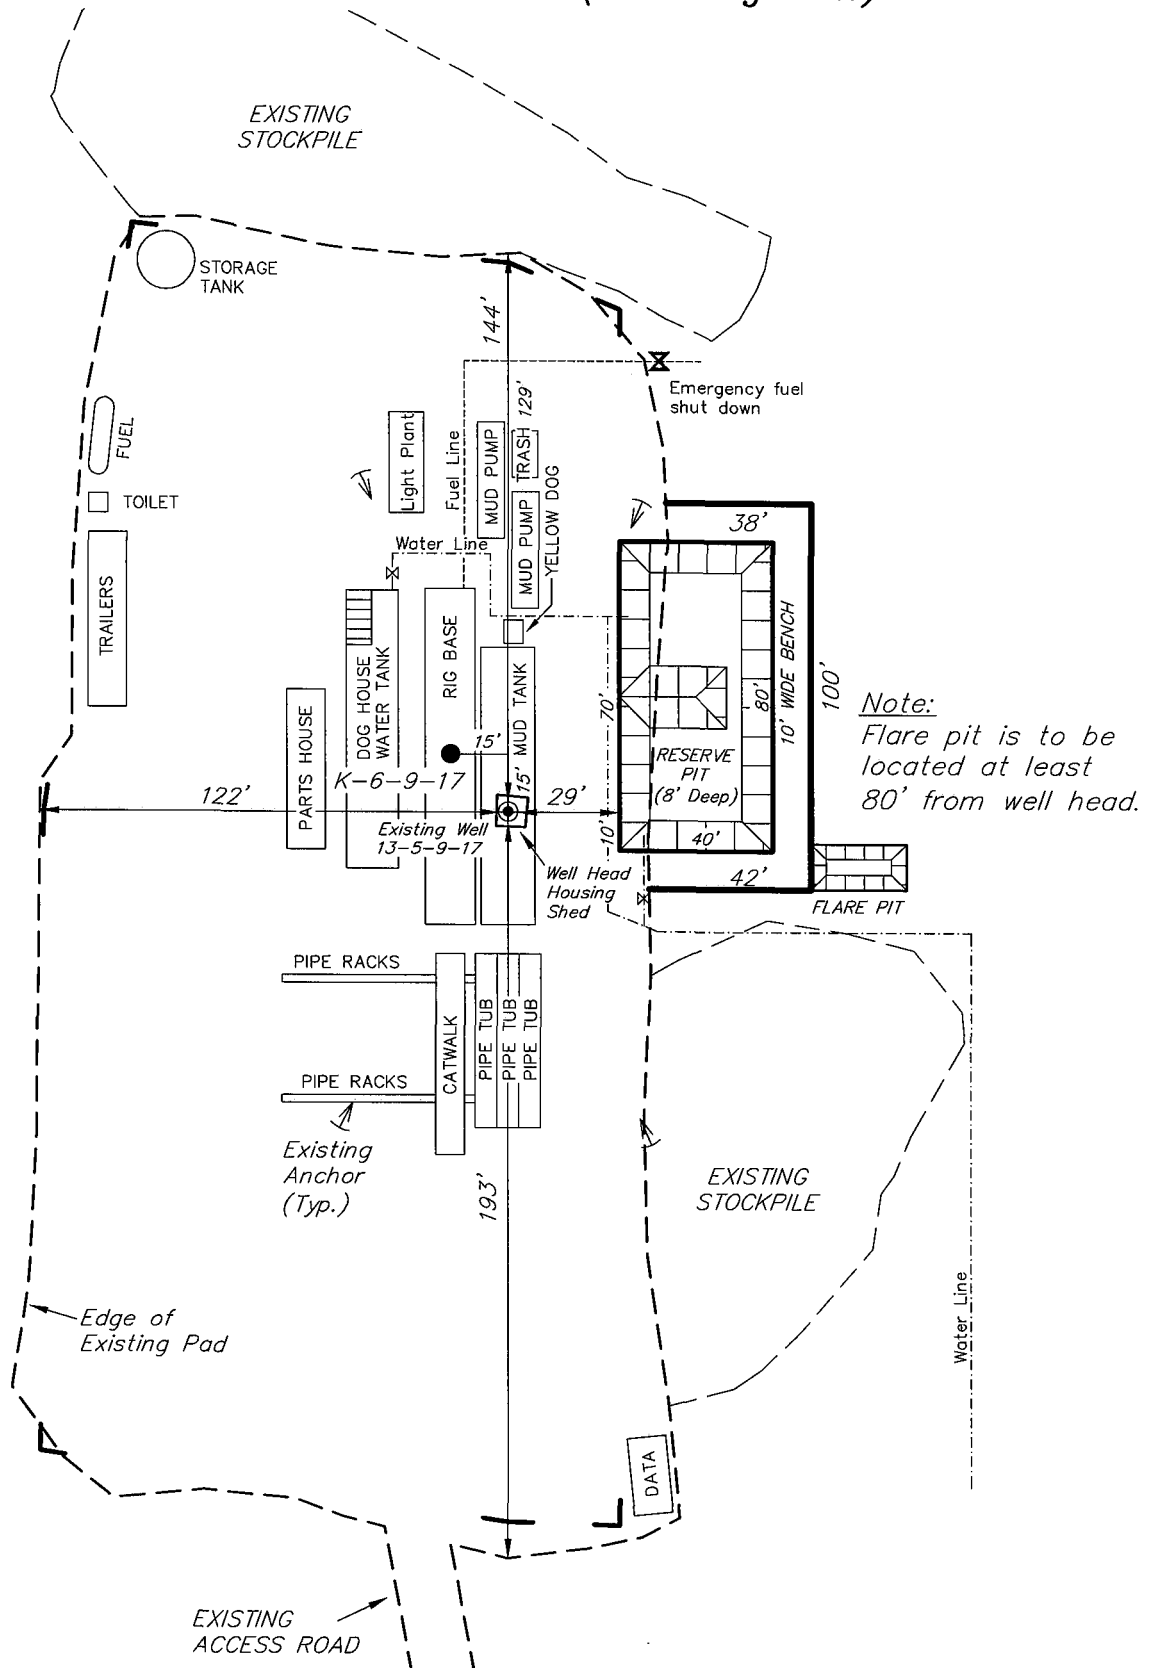 EXISTING
STOCKPILE
STORAGE
TANK
144'
Emergency fuel
shut down
FUEL
Light Plant
Fuel Line
MUD PUMP
TRASH
129'
MUD PUMP
YELLOW DOG
TOILET
38'
Water Line
TRAILERS
DOG HOUSE
WATER TANK
RIG BASE
MUD TANK
10' WIDE BENCH
100'
80'
70'
PARTS HOUSE
15'
Note:
Flare pit is to be
located at least
80' from well head.
RESERVE
PIT
(8' Deep)
K-6-9-17
15'
122'
29'
Existing Well
13-5-9-17
10'
40'
Well Head
Housing
Shed
42'
FLARE PIT
PIPE RACKS
CATWALK
PIPE TUB
PIPE TUB
PIPE TUB
PIPE RACKS
Existing
Anchor
(Typ.)
193'
EXISTING
STOCKPILE
Water Line
Edge of
Existing Pad
DATA
EXISTING
ACCESS ROAD